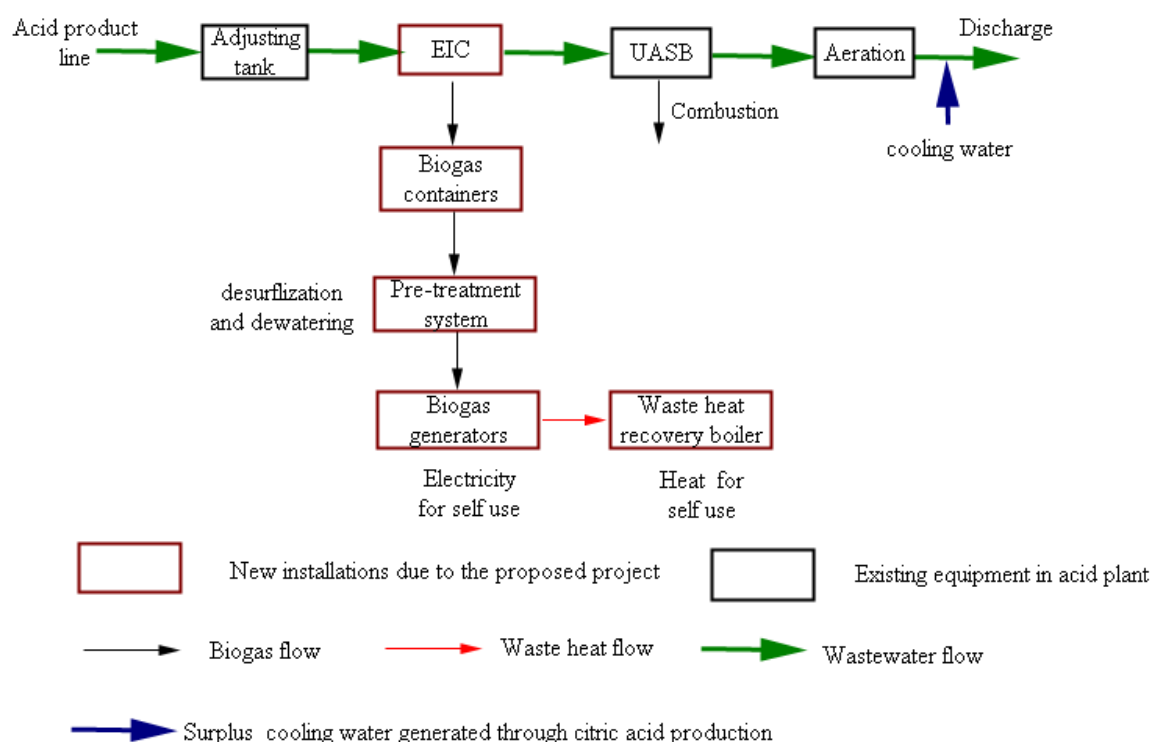 Acid product
line
Adjusting
tank
EIC
UASB
Aeration
Discharge
Combustion
cooling water
Biogas
containers
desurflization
and dewatering
Pre-treatment
system
Biogas
generators
Waste heat
recovery boiler
Electricity
for self use
Heat for
self use
New installations due to the proposed project
Existing equipment in acid plant
Biogas flow
Waste heat flow
Wastewater flow
Surplus cooling water generated through citric acid production